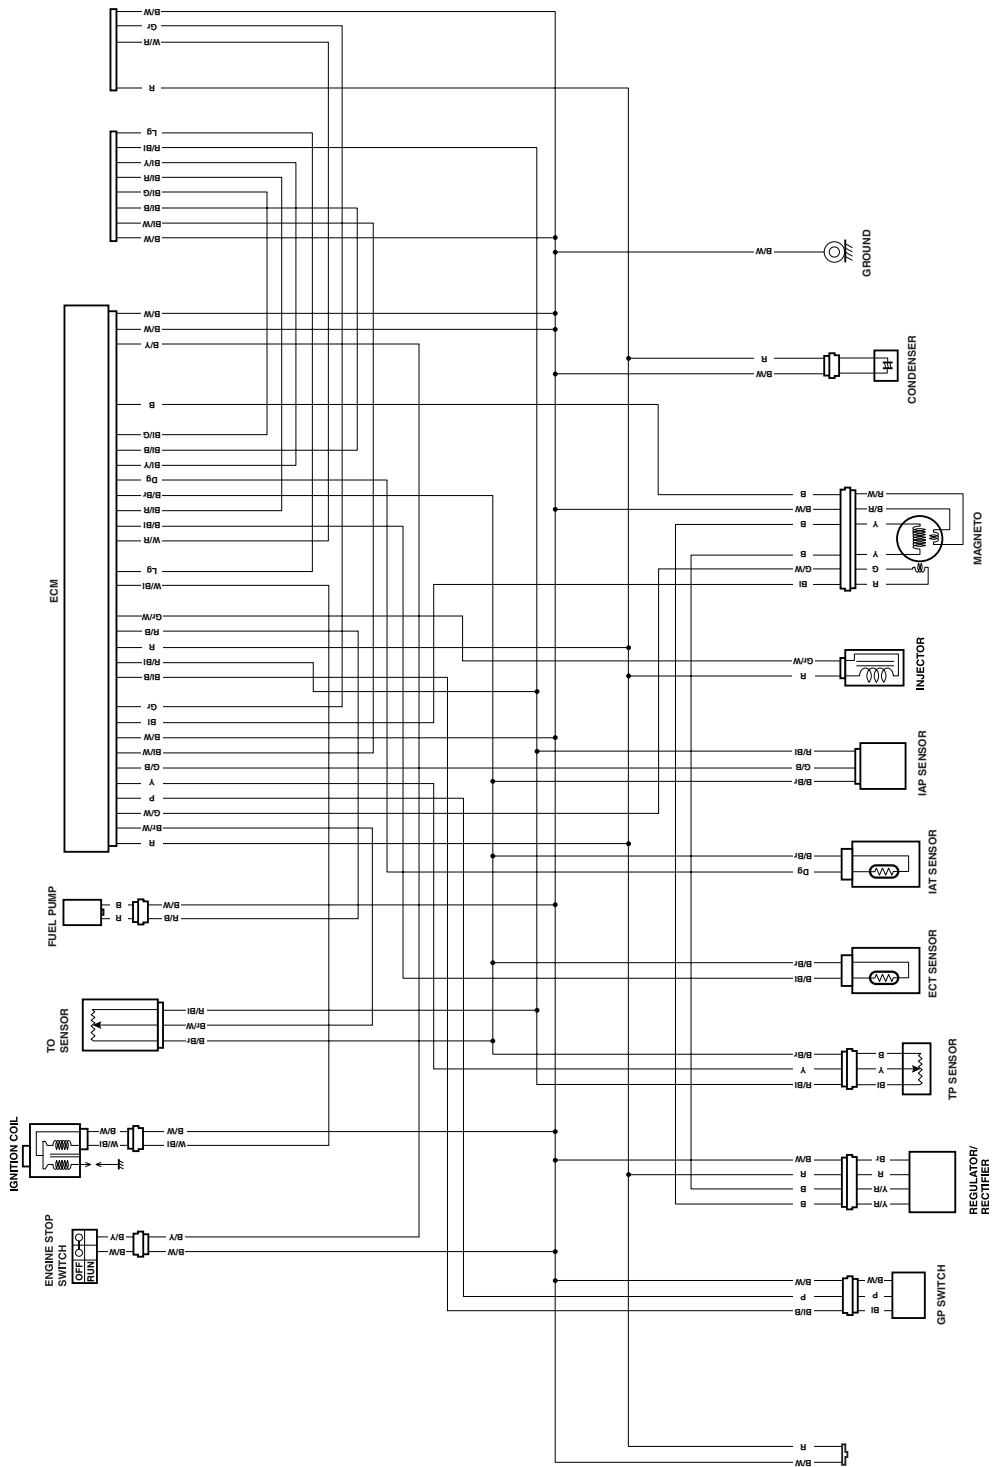 B/W
Gr
W/R
R
Lg
R/Bl
Bl/Y
Bl/R
Bl/G
Bl/B
Bl/W
B/W
B/W
GROUND
B/W
B/W
B/Y
R
B/W
CONDENSER
B
Bl/G
Bl/B
Bl/Y
Dg
B/Br
Bl/R
B/Bl
W/R
Lg
W/Bl
Gr/W
R/B
R
R/Bl
Bl/B
Gr
Bl
B/W
Bl/W
G/B
Y
P
G/W
Br/W
R
ECM
B
B/W
B
B
G/W
Bl
R/W
B/R
Y
Y
G
R
MAGNETO
Gr/W
R
INJECTOR
R/Bl
G/B
B/Br
IAP SENSOR
B/Br
Dg
IAT SENSOR
FUEL PUMP
B
R
B/W
R/B
B/Br
B/Bl
ECT SENSOR
TO
SENSOR
R/Bl
Br/W
B/Br
B/Br
Y
R/Bl
B
Y
Bl
TP SENSOR
IGNITION COIL
B/W
W/Bl
B/W
W/Bl
B/W
R
B
B
Br
R
Y/R
Y/R
REGULATOR/
RECTIFIER
ENGINE STOP
SWITCH
OFF
RUN
B/Y
B/W
B/Y
B/W
B/W
P
Bl/B
B/W
P
Bl
GP SWITCH
R
B/W